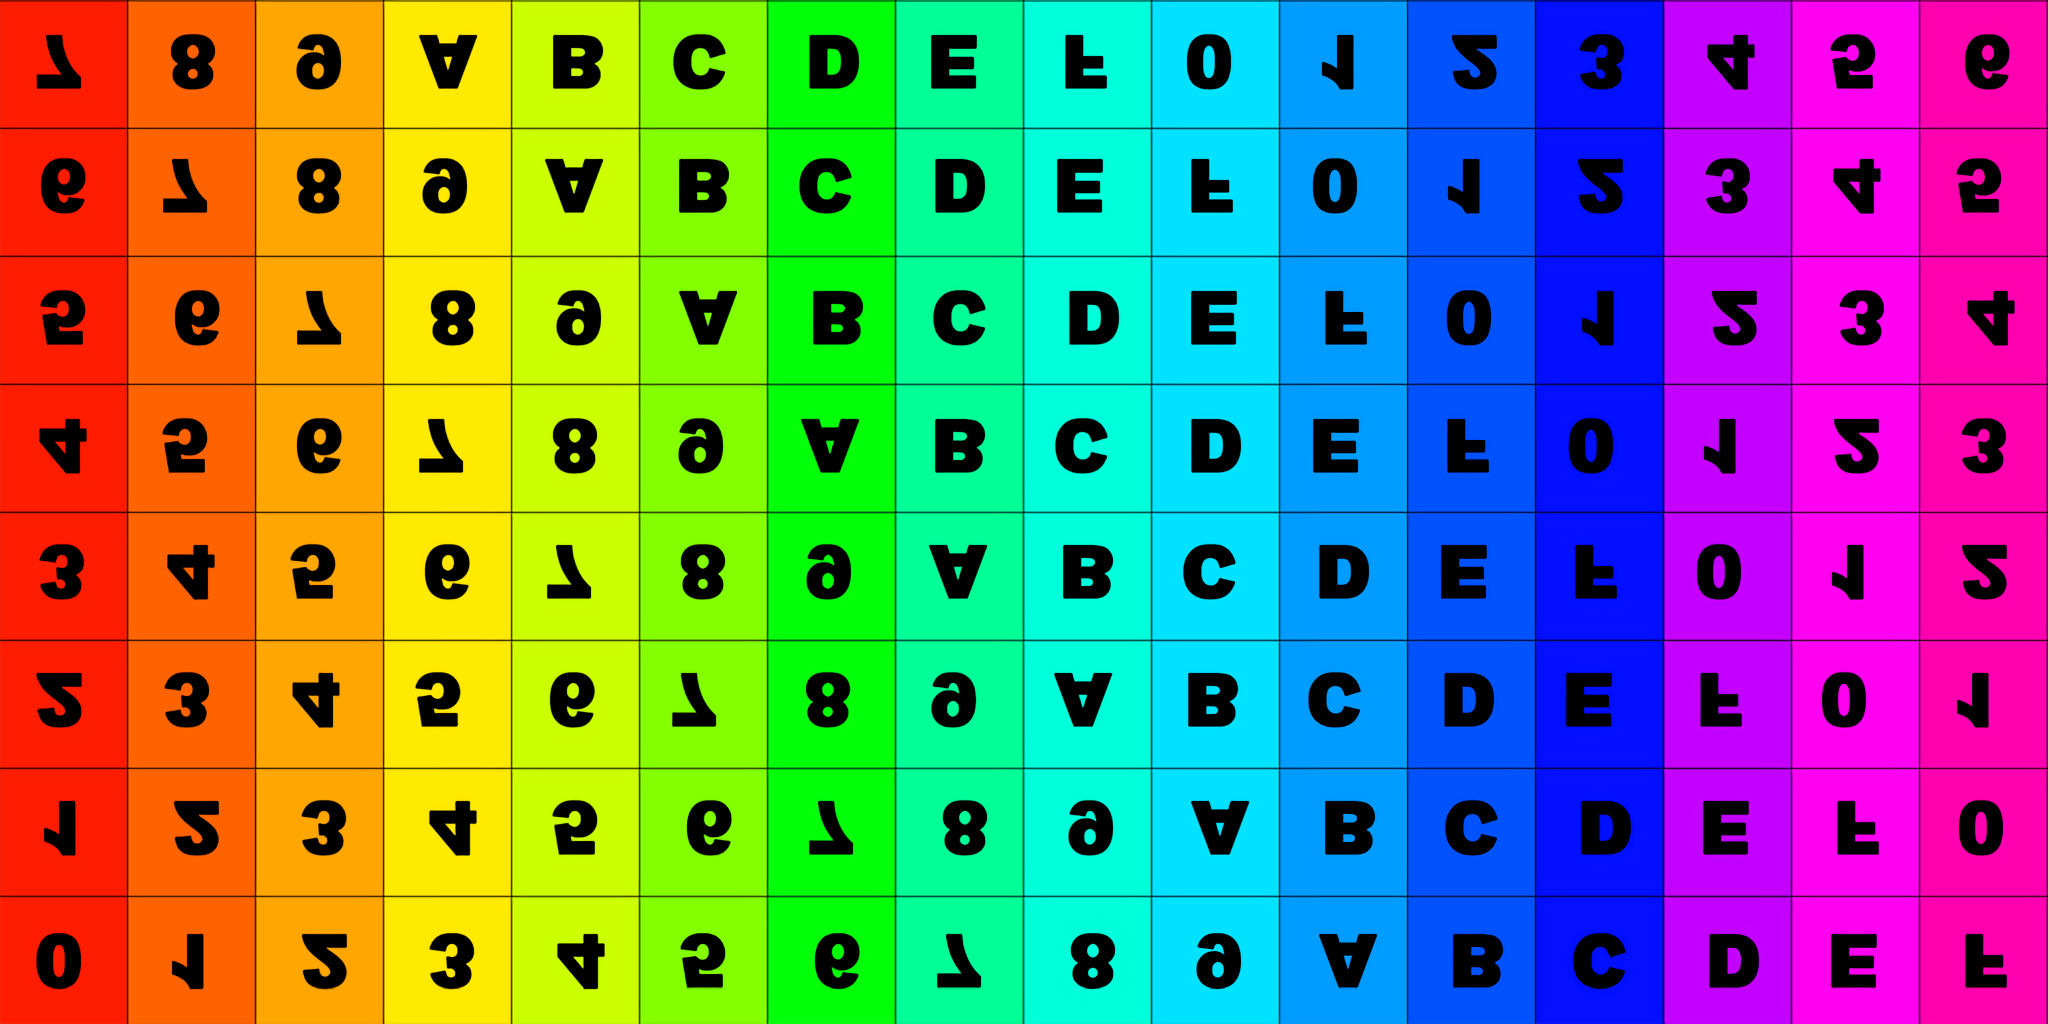 7 8 9 A B C D E F 0 1 2 3 4 5 6
6 7 8 9 A B C D E F 0 1 2 3 4 5
5 6 7 8 9 A B C D E F 0 1 2 3 4
4 5 6 7 8 9 A B C D E F 0 1 2 3
3 4 5 6 7 8 9 A B C D E F 0 1 2
2 3 4 5 6 7 8 9 A B C D E F 0 1
1 2 3 4 5 6 7 8 9 A B C D E F 0
0 1 2 3 4 5 6 7 8 9 A B C D E F